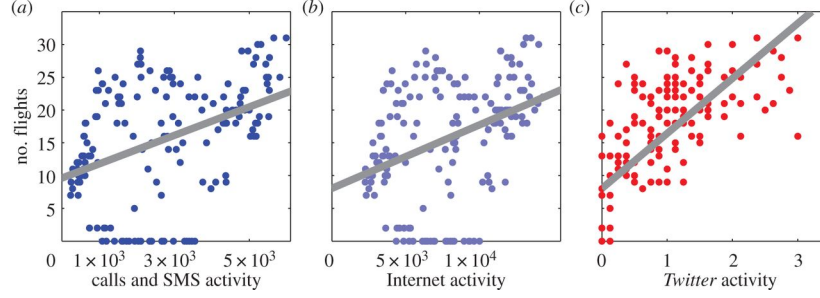 (a) (b) (c)
no. flights
35
30
25
20
15
10
5
0 1 × 10³ 3 × 10³ 5 × 10³
0 5 × 10³ 1 × 10⁴
0 1 2 3
calls and SMS activity Internet activity Twitter activity